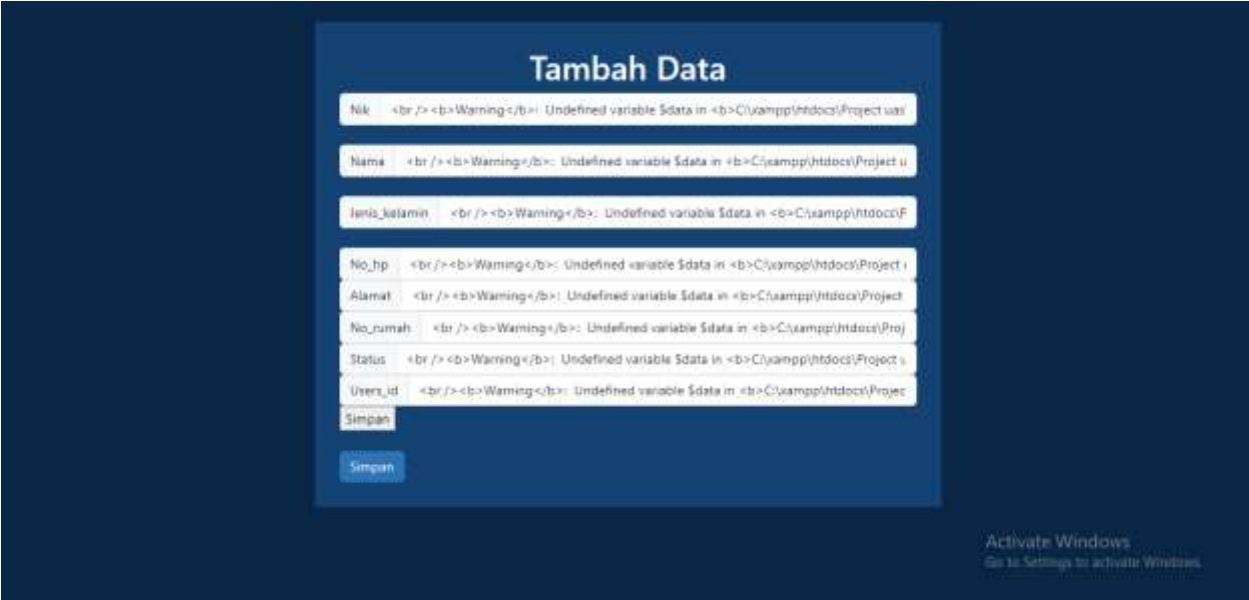 Tambah Data
Nik <br /><b>Warning</b>: Undefined variable $data in <b>C:\xampp\htdocs\Project uas
Nama <br /><b>Warning</b>: Undefined variable $data in <b>C:\xampp\htdocs\Project u
Jenis_kelamin <br /><b>Warning</b>: Undefined variable $data in <b>C:\xampp\htdocs\P
No_hp <br /><b>Warning</b>: Undefined variable $data in <b>C:\xampp\htdocs\Project
Alamat <br /><b>Warning</b>: Undefined variable $data in <b>C:\xampp\htdocs\Project
No_rumah <br /><b>Warning</b>: Undefined variable $data in <b>C:\xampp\htdocs\Proj
Status <br /><b>Warning</b>: Undefined variable $data in <b>C:\xampp\htdocs\Project
Users_id <br /><b>Warning</b>: Undefined variable $data in <b>C:\xampp\htdocs\Projec
Simpan
Simpan
Activate Windows
Go to Settings to activate Windows.